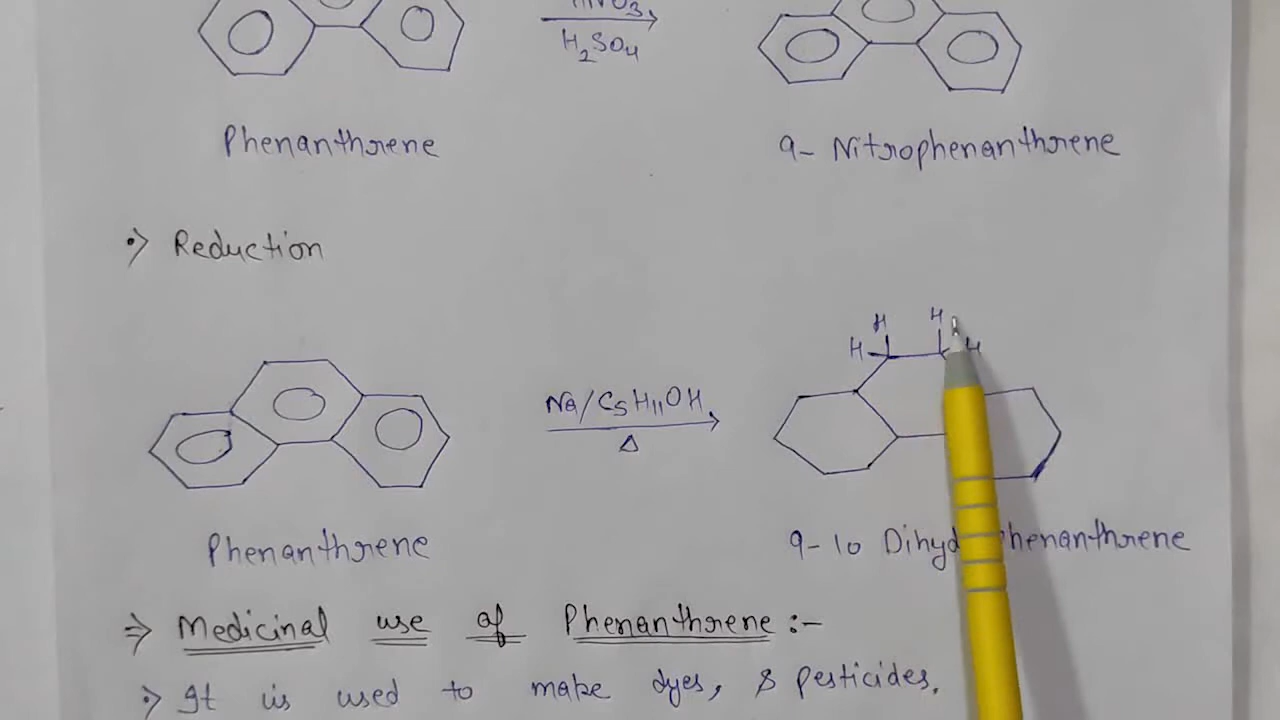 HNO3
H2SO4
Phenanthrene
9- Nitrophenanthrene
Reduction
H H
H H
Na/C5H11OH
Δ
Phenanthrene
9-10 Dihyd phenanthrene
⇒ Medicinal use of Phenanthrene :-
It is used to make dyes, & pesticides.